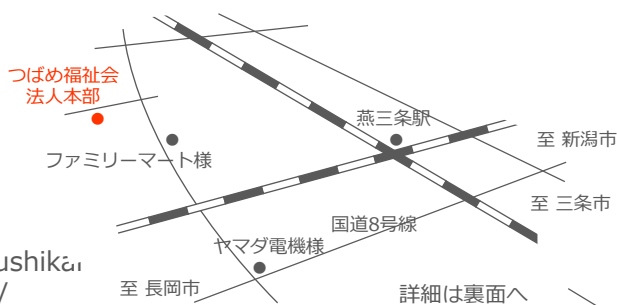 つばめ福祉会
法人本部
燕三条駅
至 新潟市
ファミリーマート様
至 三条市
国道8号線
ヤマダ電機様
ushikai
/
至 長岡市
詳細は裏面へ